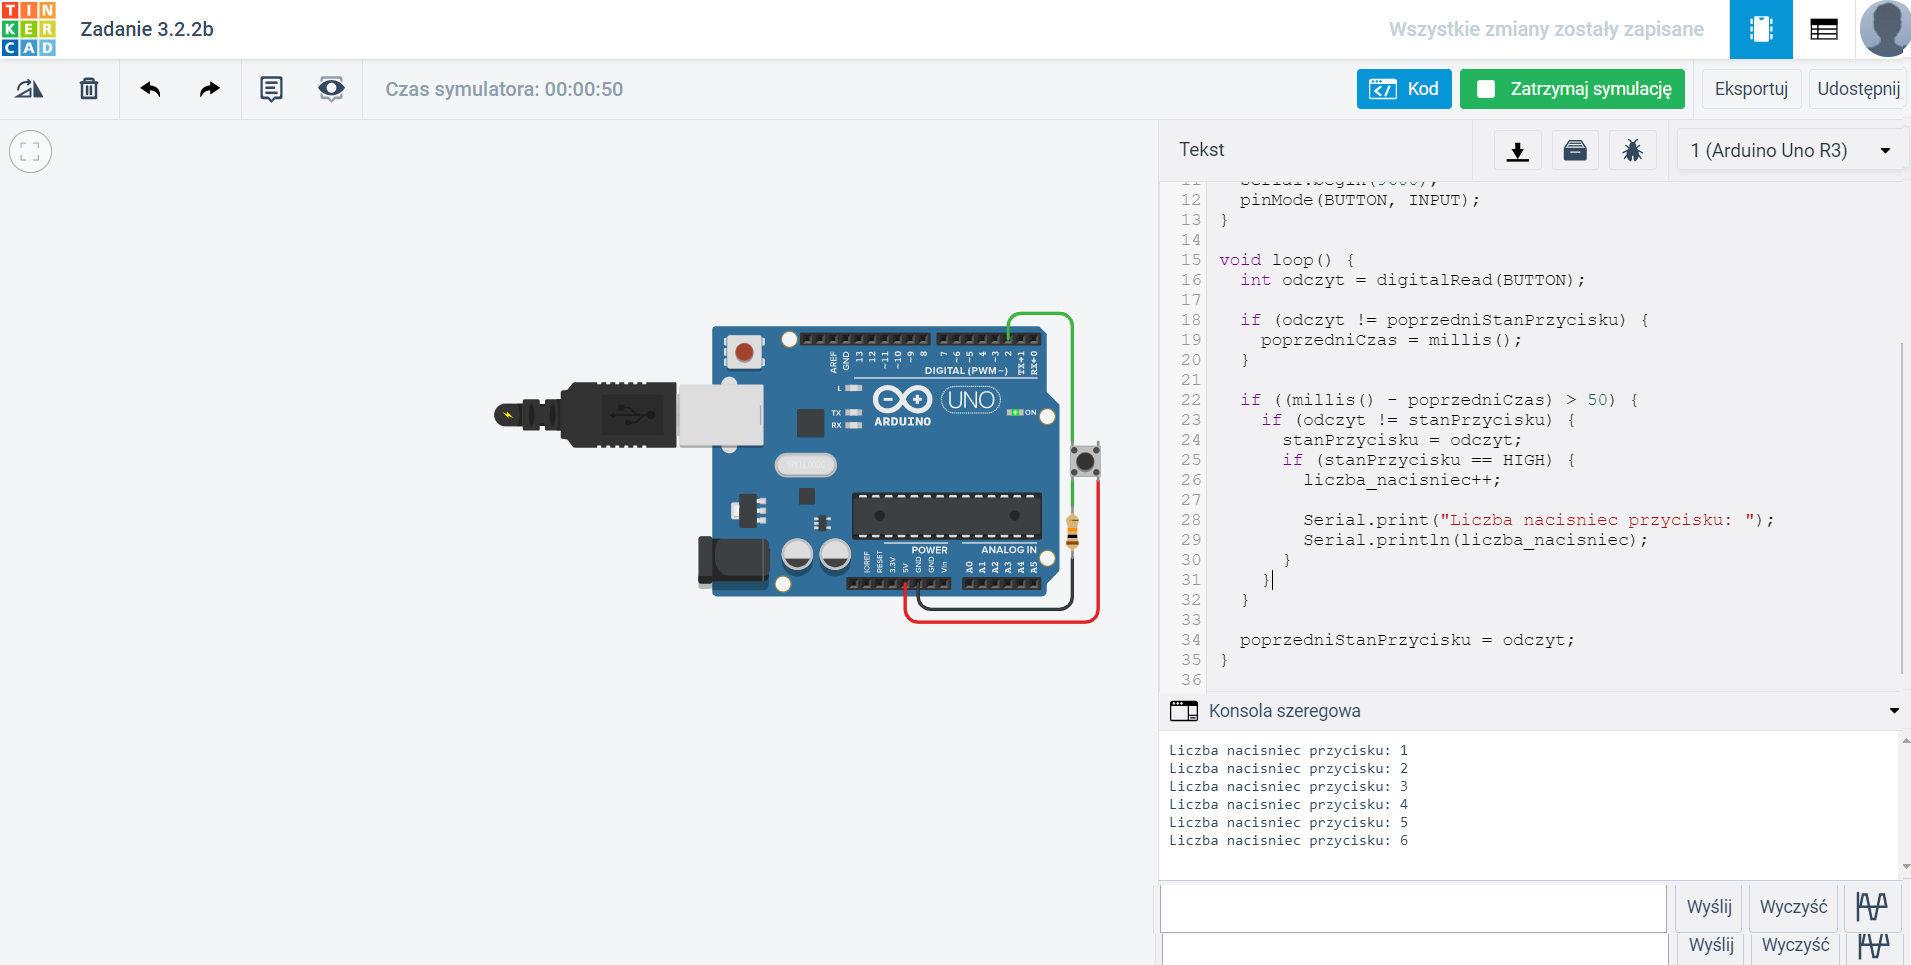 TIN
KER
CAD
Zadanie 3.2.2b
Wszystkie zmiany zostały zapisane
Czas symulatora: 00:00:50
Kod
Zatrzymaj symulację
Eksportuj
Udostępnij
Tekst
1 (Arduino Uno R3)
11 Serial.begin(9600);
12 pinMode(BUTTON, INPUT);
13 }
14
15 void loop() {
16 int odczyt = digitalRead(BUTTON);
17
18 if (odczyt != poprzedniStanPrzycisku) {
19 poprzedniCzas = millis();
20 }
21
22 if ((millis() - poprzedniCzas) > 50) {
23 if (odczyt != stanPrzycisku) {
24 stanPrzycisku = odczyt;
25 if (stanPrzycisku == HIGH) {
26 liczba_nacisniec++;
27
28 Serial.print("Liczba nacisniec przycisku: ");
29 Serial.println(liczba_nacisniec);
30 }
31 }
32 }
33
34 poprzedniStanPrzycisku = odczyt;
35 }
36
AREF GND 13 12 ~11 ~10 ~9 8 7 ~6 ~5 4 ~3 2 TX→1 RX←0
DIGITAL (PWM~)
L
TX
RX
ARDUINO
UNO
ON
POWER
ANALOG IN
IOREF RESET 3.3V 5V GND GND Vin A0 A1 A2 A3 A4 A5
Konsola szeregowa
Liczba nacisniec przycisku: 1
Liczba nacisniec przycisku: 2
Liczba nacisniec przycisku: 3
Liczba nacisniec przycisku: 4
Liczba nacisniec przycisku: 5
Liczba nacisniec przycisku: 6
Wyślij
Wyczyść
Wyślij
Wyczyść